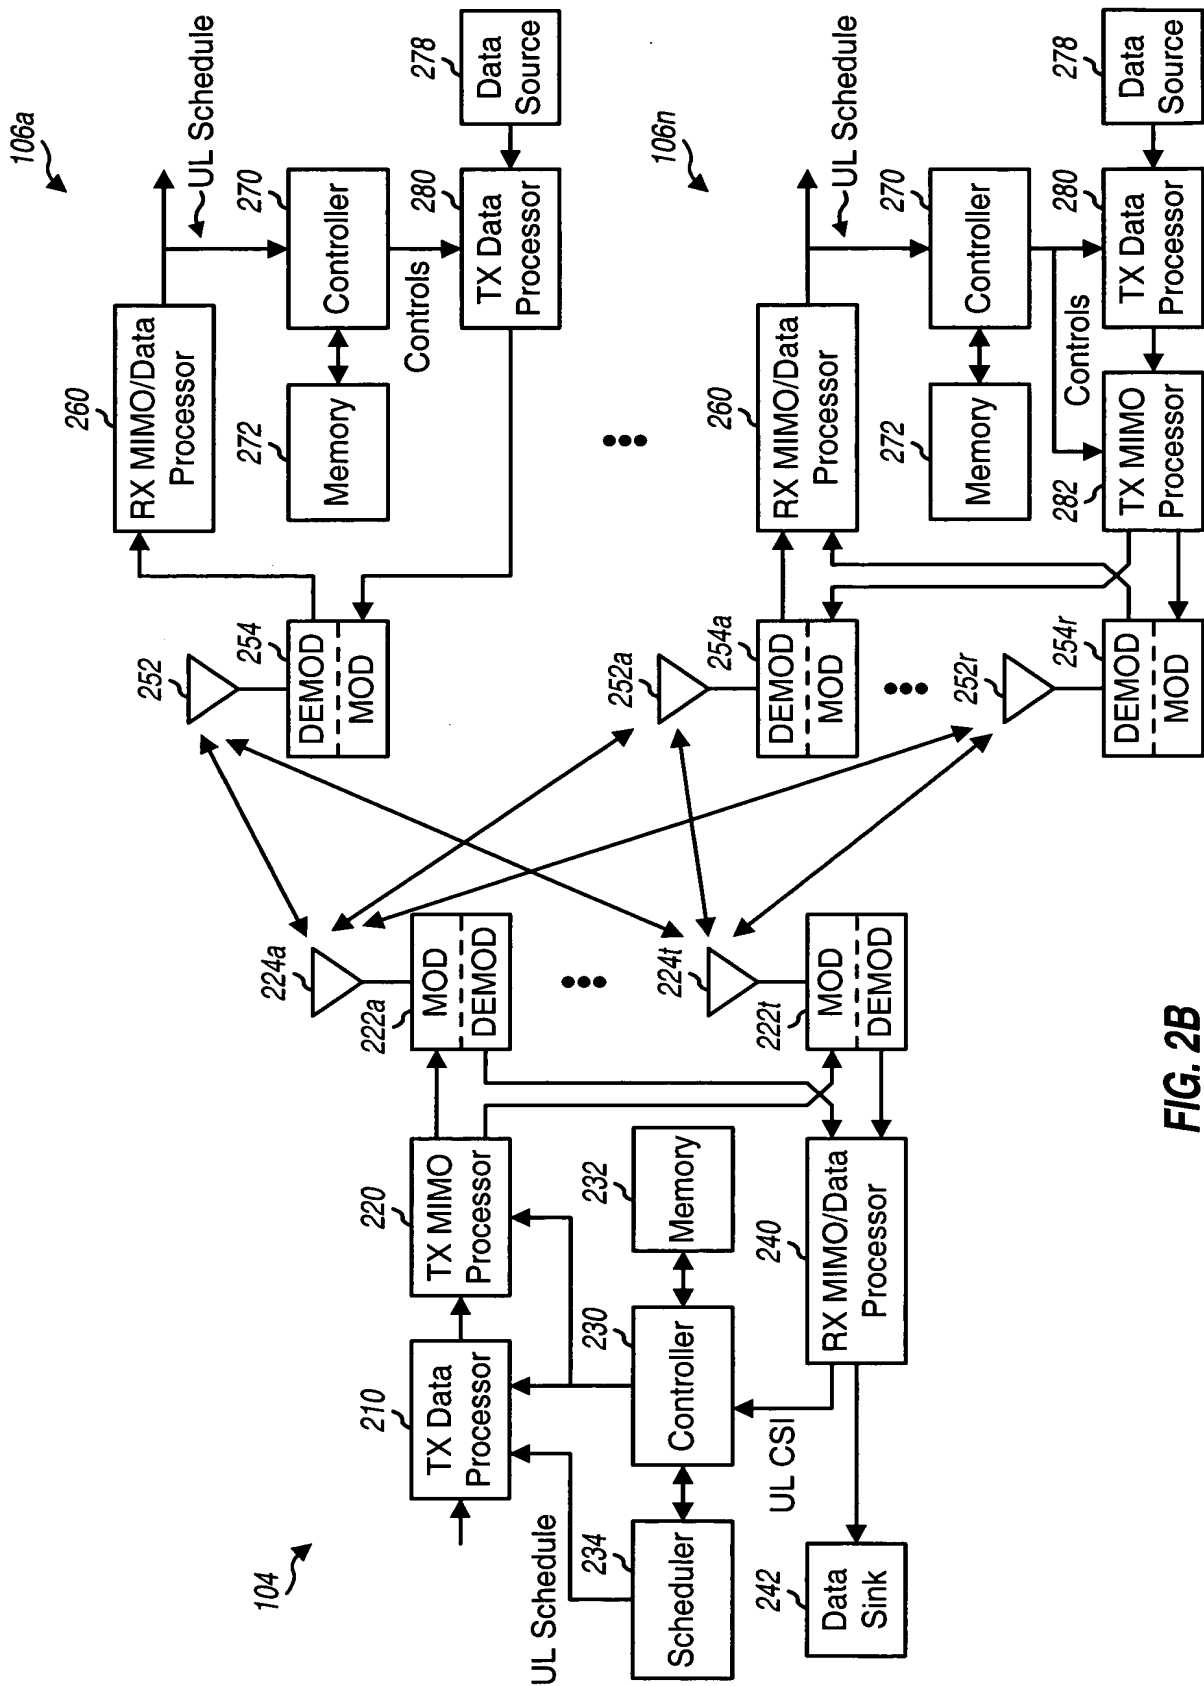 104
UL Schedule
210
TX Data
Processor
220
TX MIMO
Processor
222a
MOD
DEMOD
224a
234
Scheduler
230
Controller
232
Memory
UL CSI
242
Data
Sink
240
RX MIMO/Data
Processor
222t
MOD
DEMOD
224t
106a
252
254
DEMOD
MOD
260
RX MIMO/Data
Processor
UL Schedule
272
Memory
270
Controller
Controls
280
TX Data
Processor
278
Data
Source
106n
252a
254a
DEMOD
MOD
252r
254r
DEMOD
MOD
260
RX MIMO/Data
Processor
UL Schedule
272
Memory
270
Controller
Controls
282
TX MIMO
Processor
280
TX Data
Processor
278
Data
Source
FIG. 2B